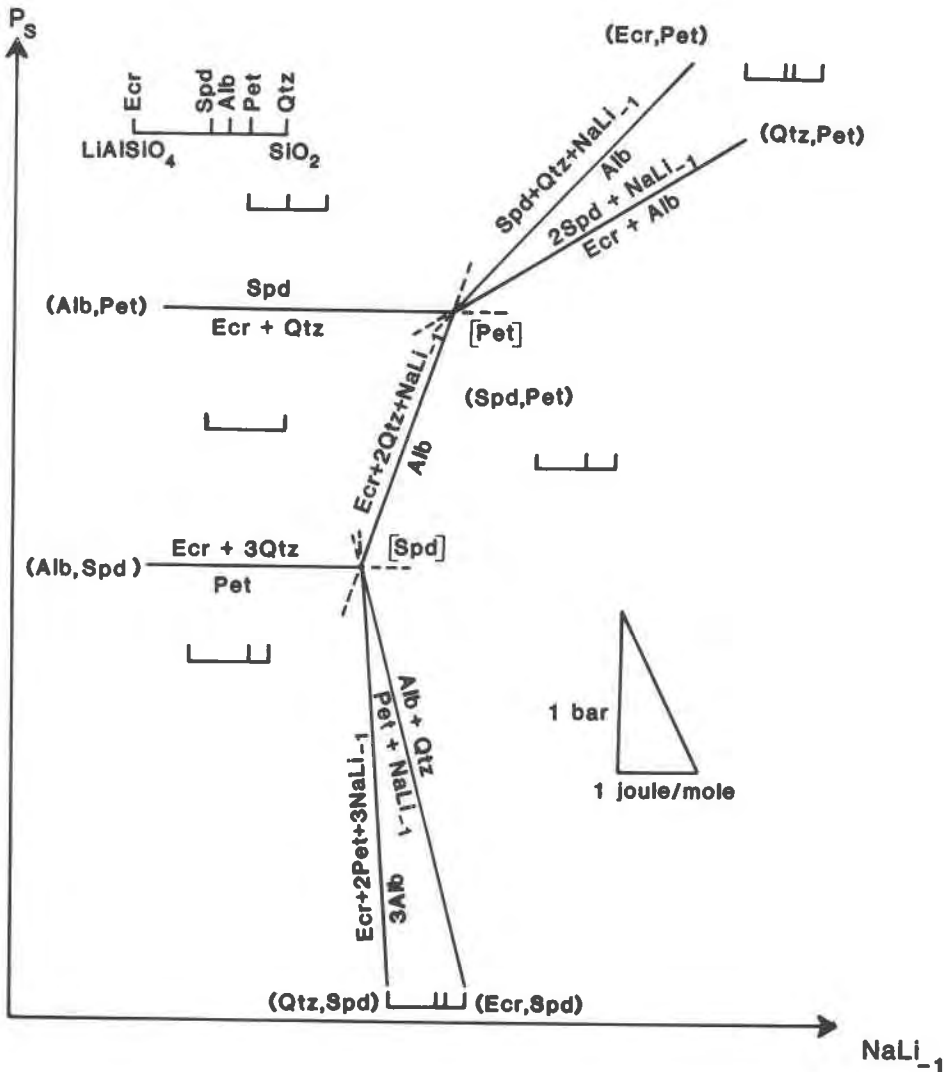 Ps
(Ecr,Pet)
Ecr
Spd
Alb
Pet
Qtz
LiAlSiO4
SiO2
(Qtz,Pet)
Spd+Qtz+NaLi-1
Alb
2Spd + NaLi-1
Ecr + Alb
(Alb,Pet)
Spd
Ecr + Qtz
[Pet]
Ecr+2Qtz+NaLi-1
Alb
(Spd,Pet)
(Alb,Spd)
Ecr + 3Qtz
Pet
[Spd]
Ecr+2Pet+3NaLi-1
3Alb
Alb + Qtz
Pet + NaLi-1
1 bar
1 joule/mole
(Qtz,Spd)
(Ecr,Spd)
NaLi-1